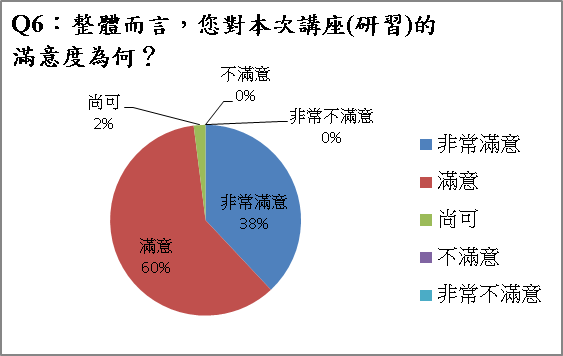 Q6：整體而言，您對本次講座(研習)的
滿意度為何？
不滿意
0%
尚可
2%
非常不滿意
0%
非常滿意
38%
滿意
60%
非常滿意
滿意
尚可
不滿意
非常不滿意